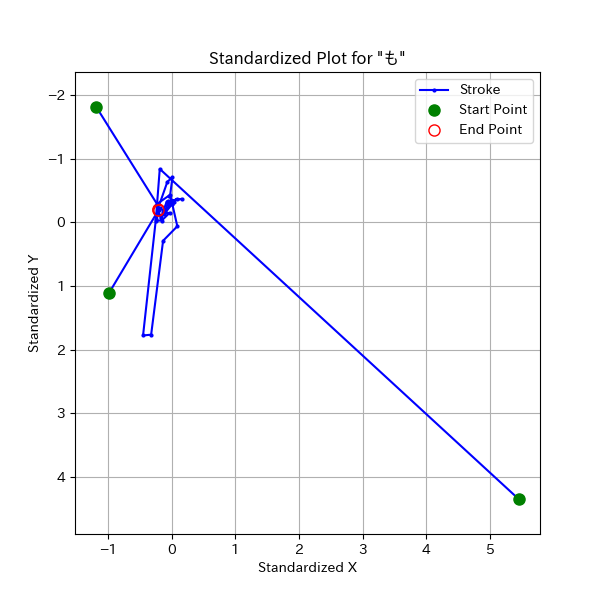 Standardized Plot for "も"
Stroke
Start Point
End Point
−2
−1
0
1
2
3
4
Standardized Y
−1 0 1 2 3 4 5
Standardized X